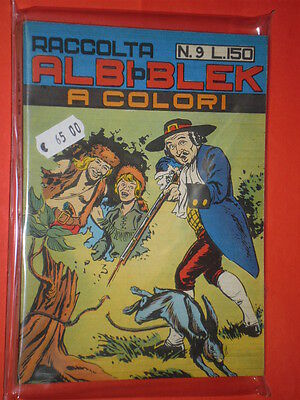 RACCOLTA
N.9 L.150
ALBI DI BLEK
A COLORI
€ 65 00